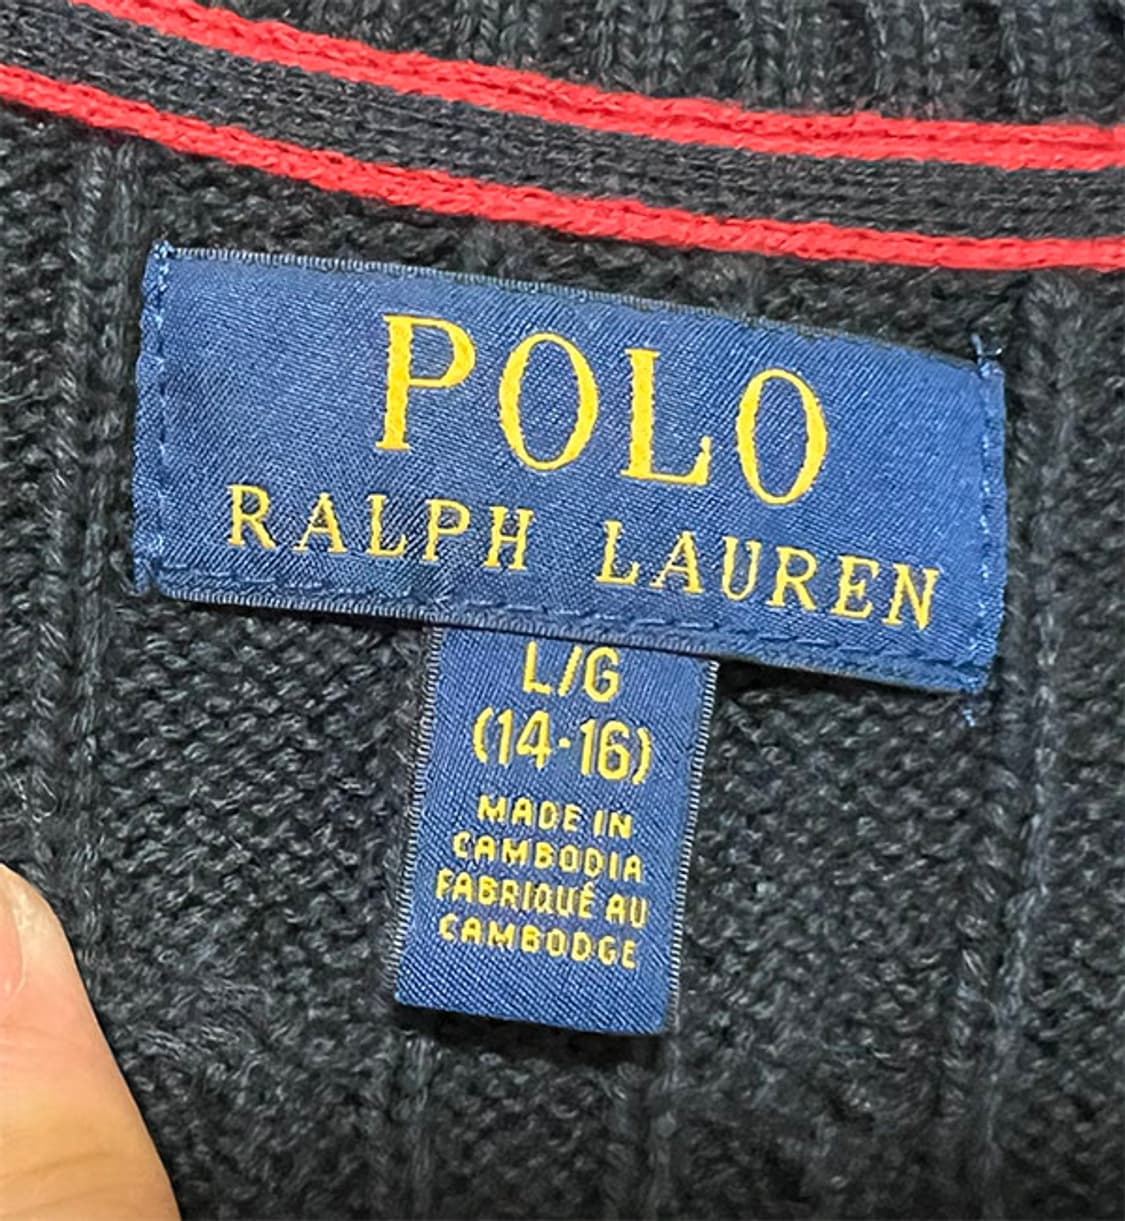 POLO
RALPH LAUREN
L/G
(14-16)
MADE IN
CAMBODIA
FABRIQUÉ AU
CAMBODGE